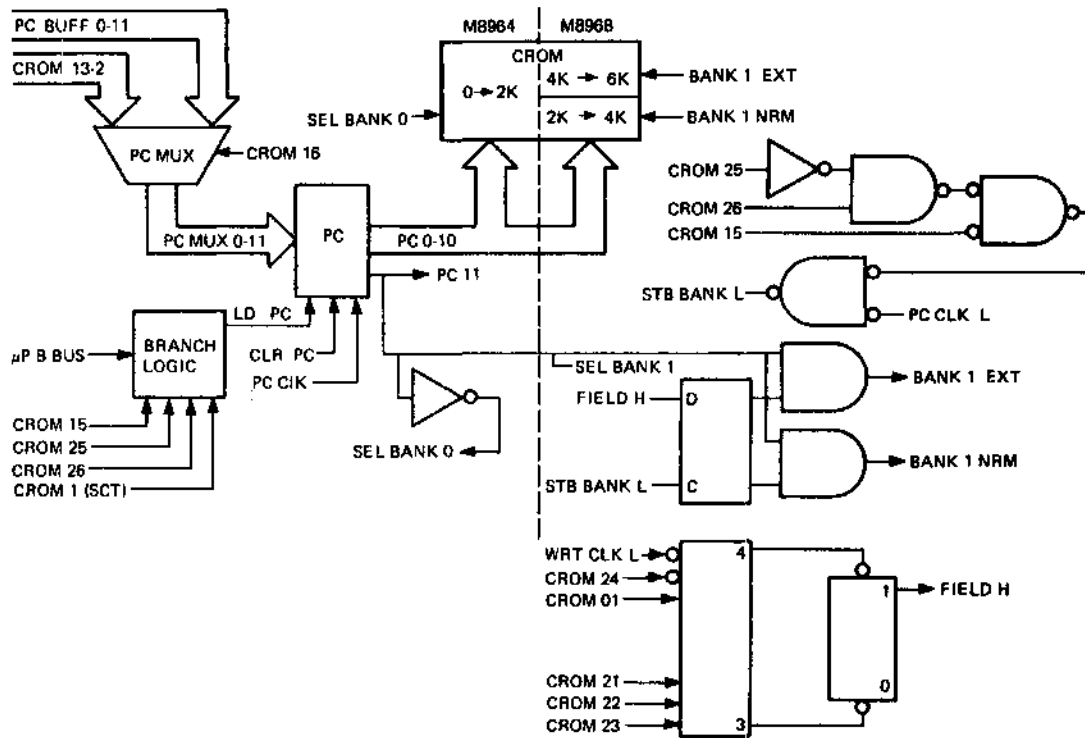 M8964
M8968
PC BUFF 0-11
CROM 13-2
CROM
0 → 2K
4K → 6K
2K → 4K
BANK 1 EXT
BANK 1 NRM
SEL BANK 0
PC MUX
CROM 16
PC MUX 0-11
PC
PC 0-10
PC 11
CROM 25
CROM 26
CROM 15
STB BANK L
PC CLK L
LD PC
µP B BUS
BRANCH
LOGIC
CLR PC
PC CLK
CROM 15
CROM 25
CROM 26
CROM 1 (SCT)
SEL BANK 0
SEL BANK 1
FIELD H
D
STB BANK L
C
BANK 1 EXT
BANK 1 NRM
WRT CLK L
CROM 24
CROM 01
CROM 21
CROM 22
CROM 23
4
3
1
0
FIELD H